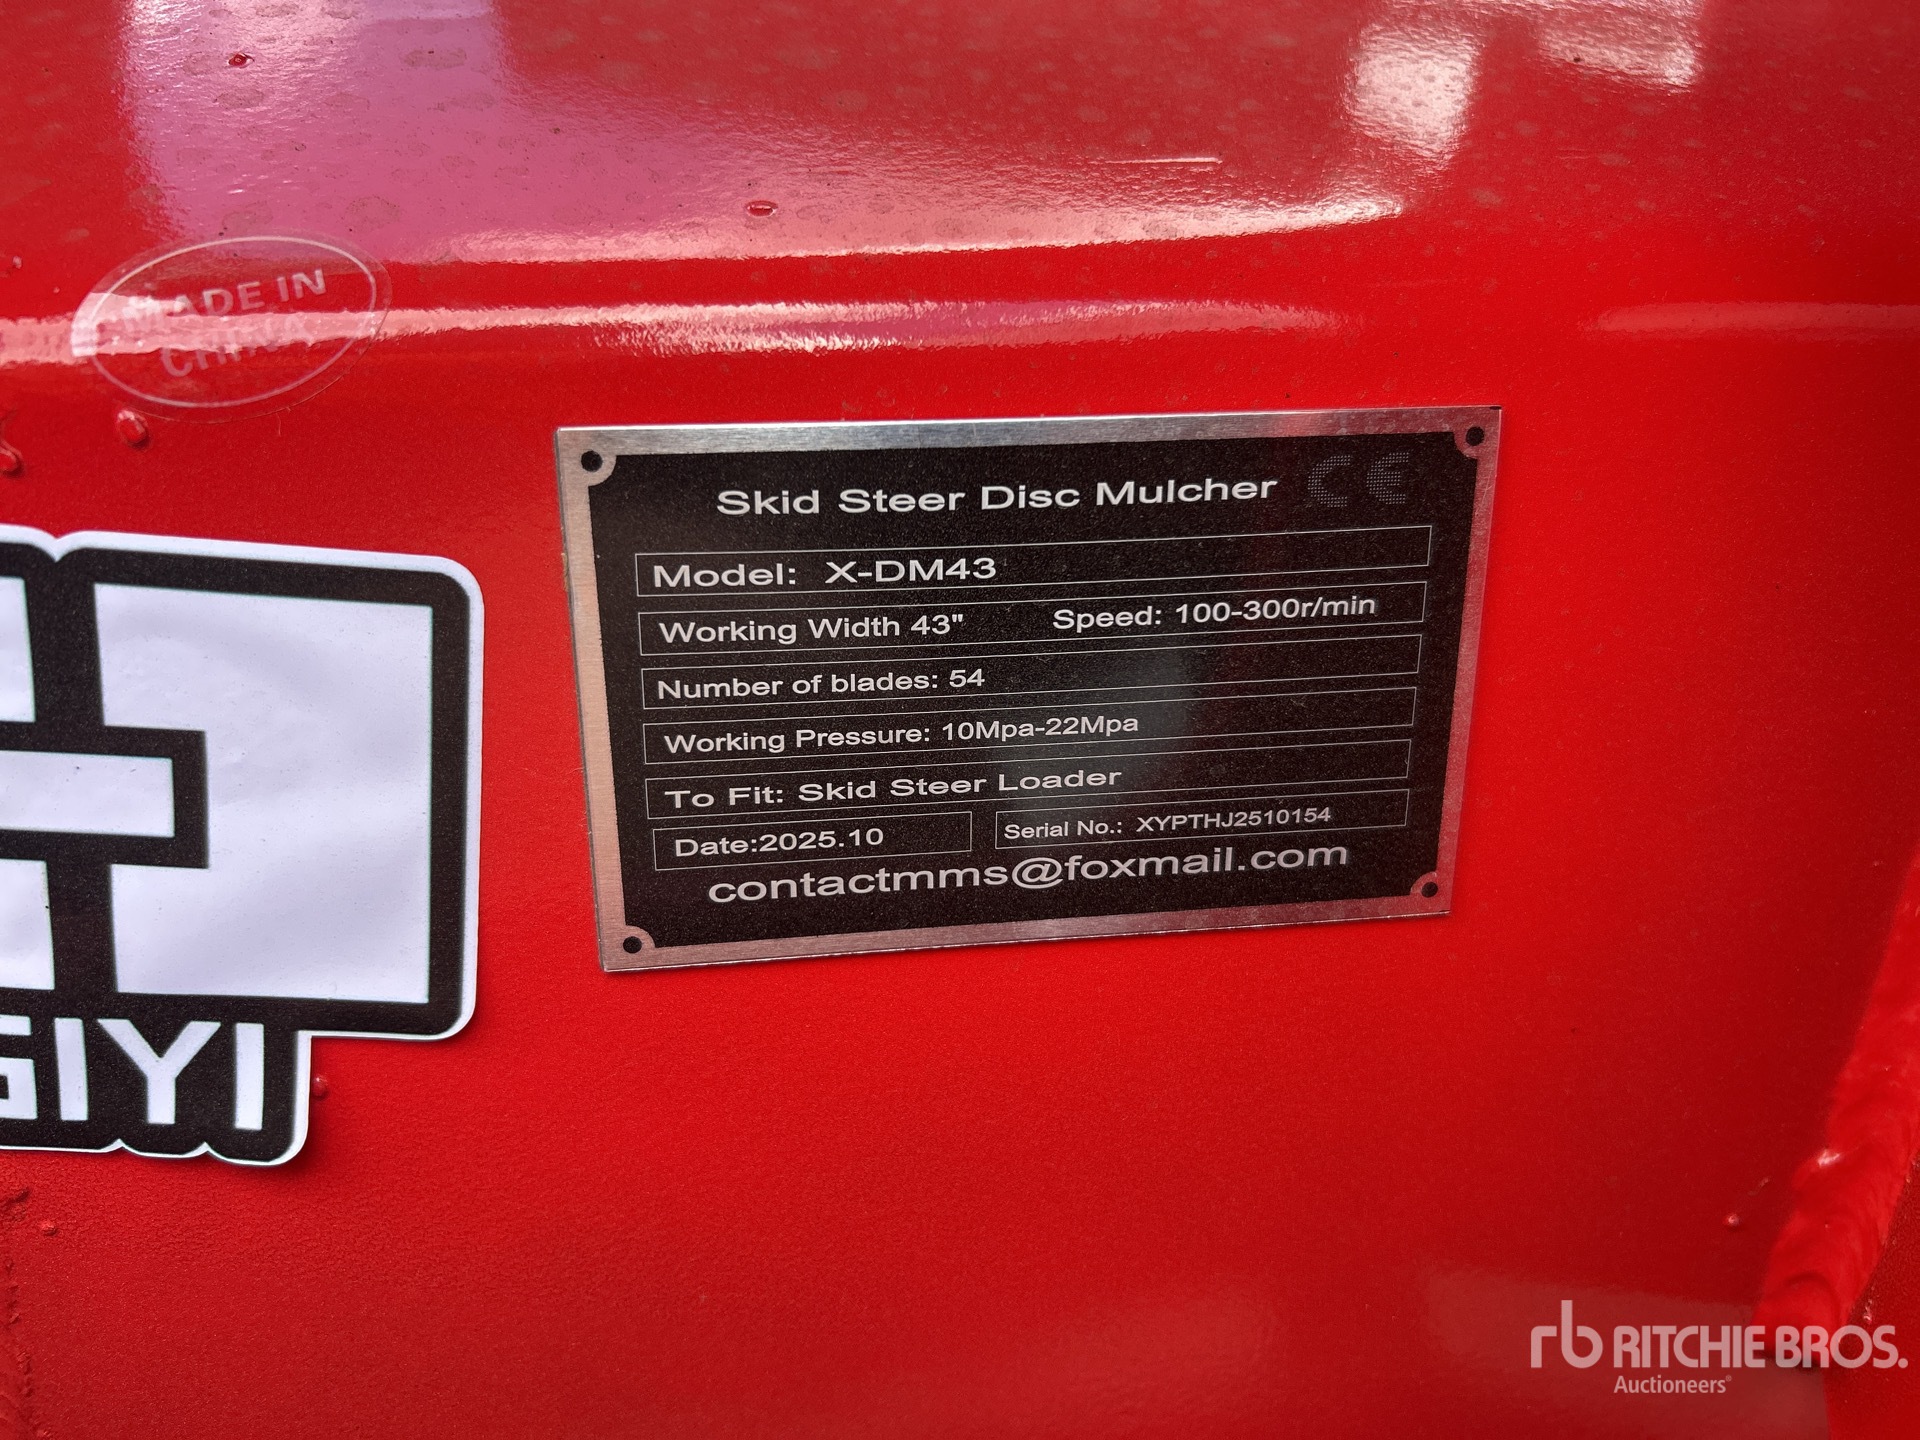 MADE IN
CHINA
Skid Steer Disc Mulcher CE
Model: X-DM43
Working Width 43" Speed: 100-300r/min
Number of blades: 54
Working Pressure: 10Mpa-22Mpa
To Fit: Skid Steer Loader
Date:2025.10 Serial No.: XYPTHJ2510154
contactmms@foxmail.com
GIYI
rb RITCHIE BROS.
Auctioneers®